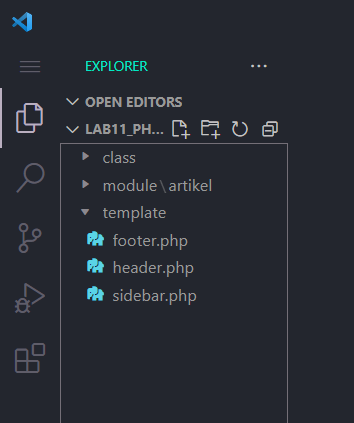 EXPLORER ...
OPEN EDITORS
LAB11_PH...
class
module\artikel
template
footer.php
header.php
sidebar.php